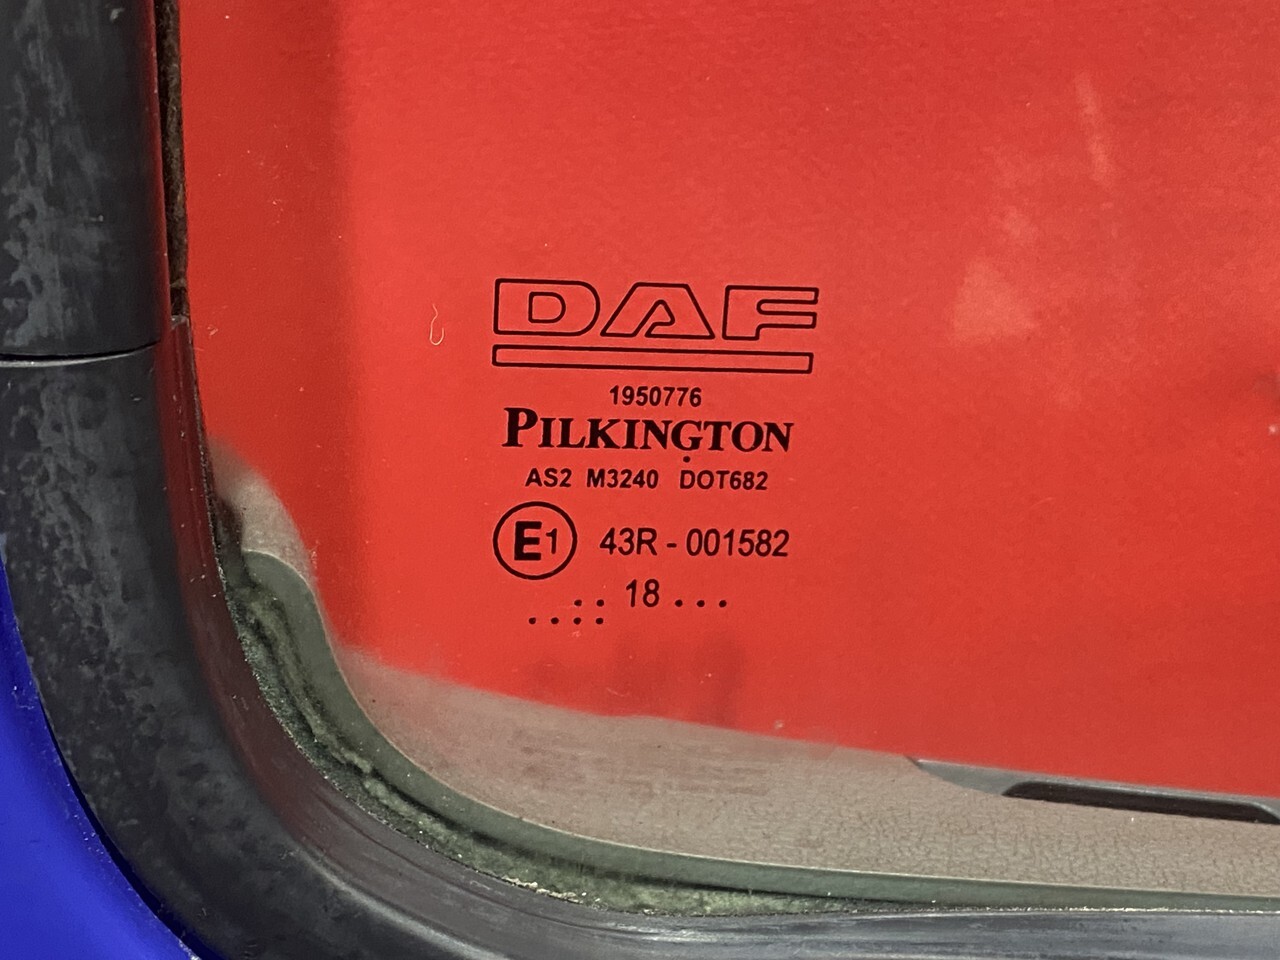 DAF
1950776
PILKINGTON
AS2 M3240 DOT682
E1 43R - 001582
.. 18 ...
....